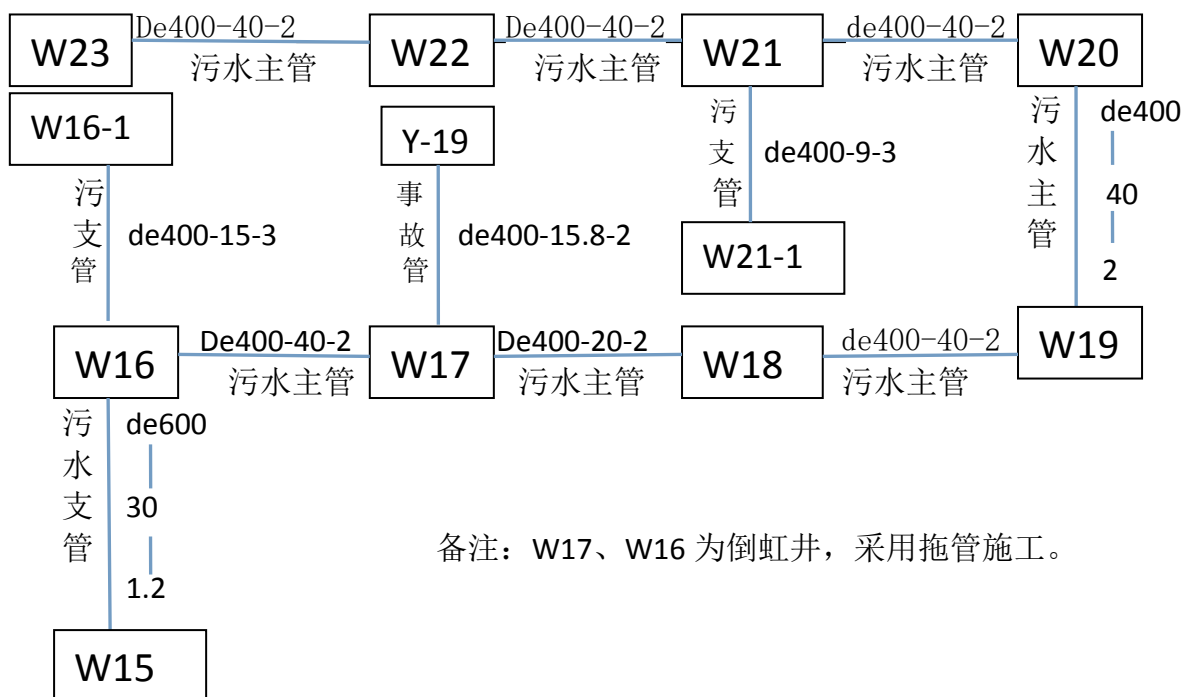 W23
De400-40-2
污水主管
W22
De400-40-2
污水主管
W21
de400-40-2
污水主管
W20
W16-1
污支管
de400-15-3
Y-19
事故管
de400-15.8-2
污支管
de400-9-3
W21-1
污水主管
de400
40
2
W16
De400-40-2
污水主管
W17
De400-20-2
污水主管
W18
de400-40-2
污水主管
W19
污水支管
de600
30
1.2
备注：W17、W16 为倒虹井，采用拖管施工。
W15